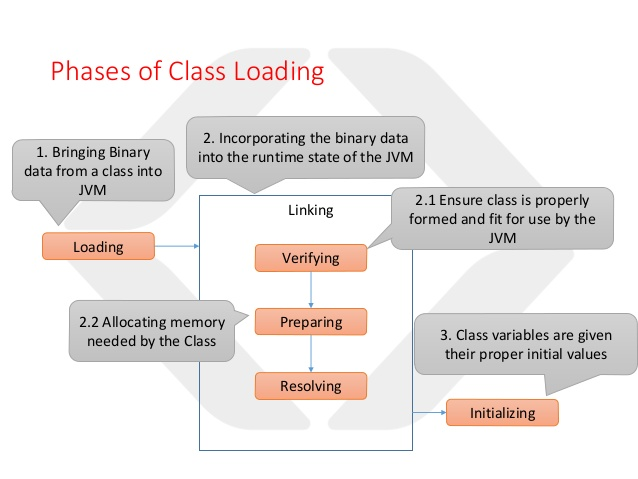 Phases of Class Loading
1. Bringing Binary
data from a class into
JVM
2. Incorporating the binary data
into the runtime state of the JVM
Linking
2.1 Ensure class is properly
formed and fit for use by the
JVM
Loading
Verifying
2.2 Allocating memory
needed by the Class
Preparing
3. Class variables are given
their proper initial values
Resolving
Initializing